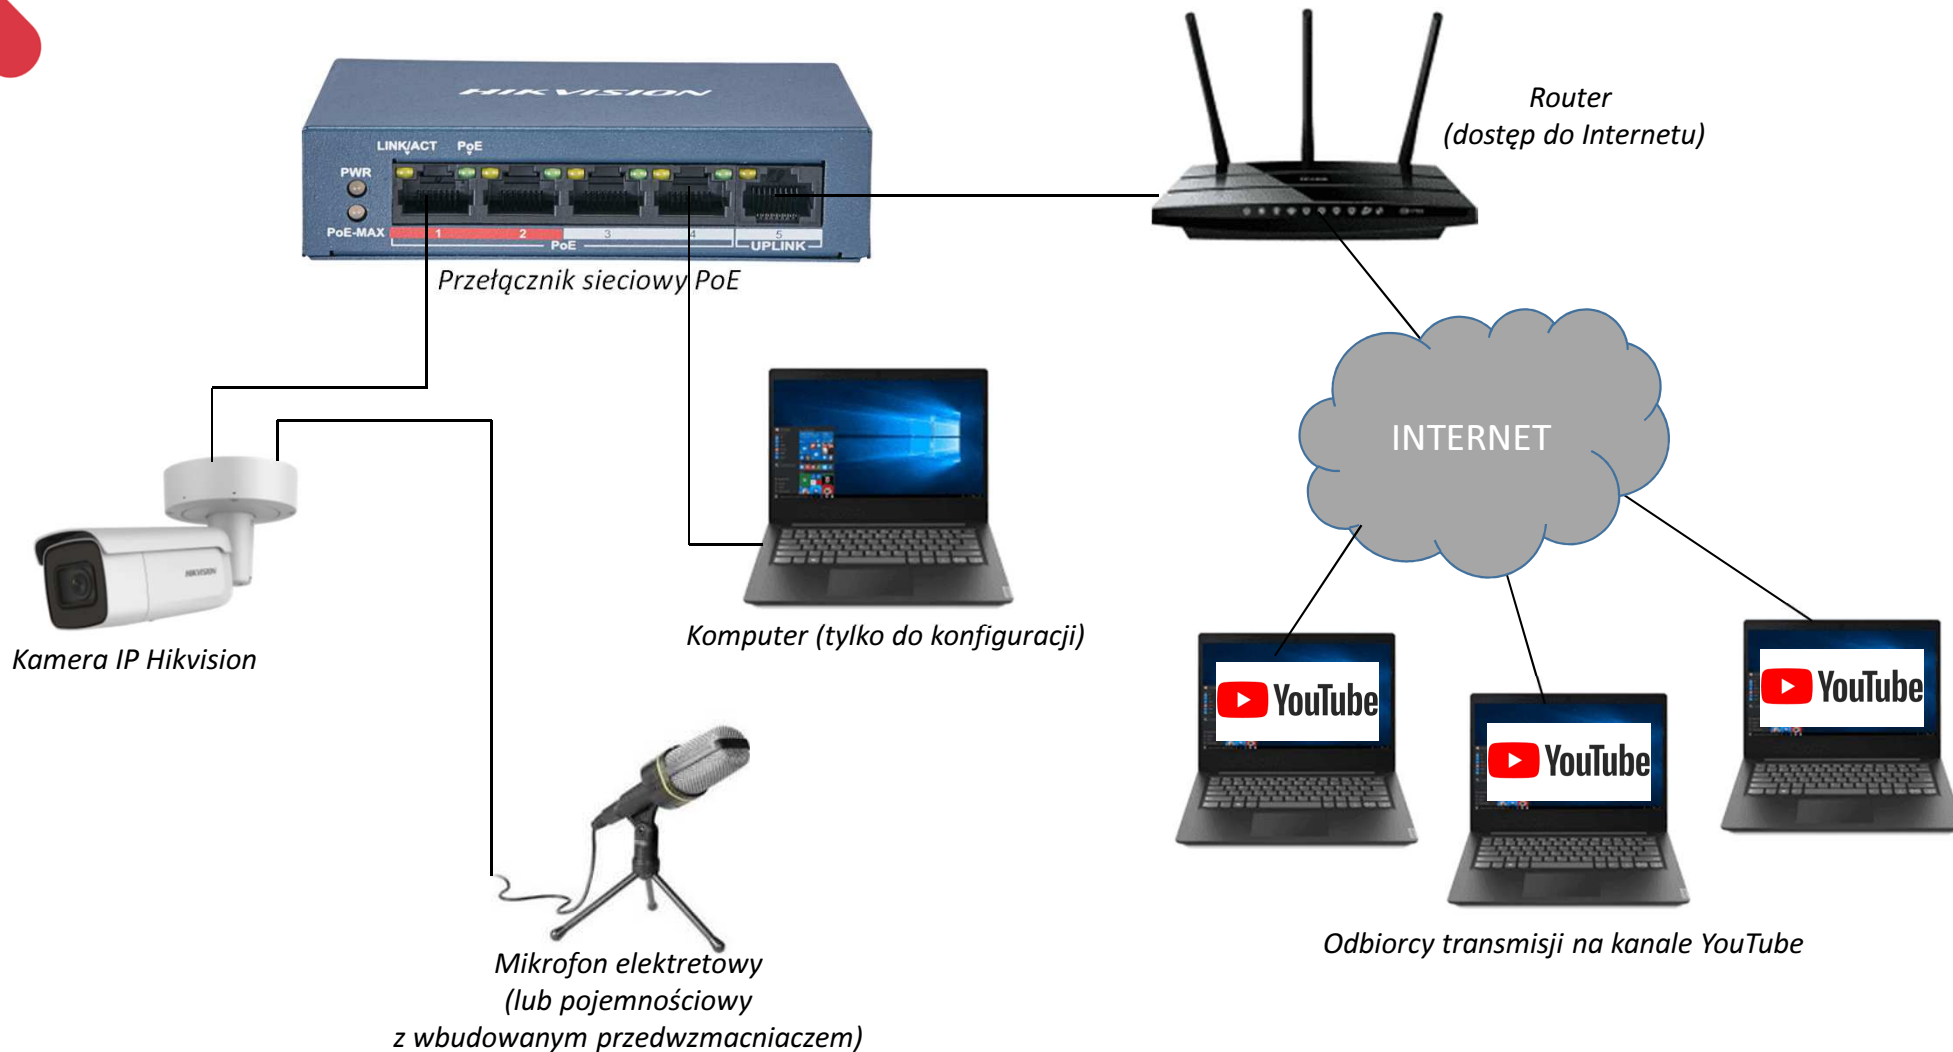 HIKVISION
LINK/ACT PoE
PWR
PoE-MAX
1 2 3 4 5
PoE UPLINK
Przełącznik sieciowy PoE
Router
(dostęp do Internetu)
INTERNET
HIKVISION
Kamera IP Hikvision
Komputer (tylko do konfiguracji)
YouTube
YouTube
YouTube
Mikrofon elektretowy
(lub pojemnościowy
z wbudowanym przedwzmacniaczem)
Odbiorcy transmisji na kanale YouTube